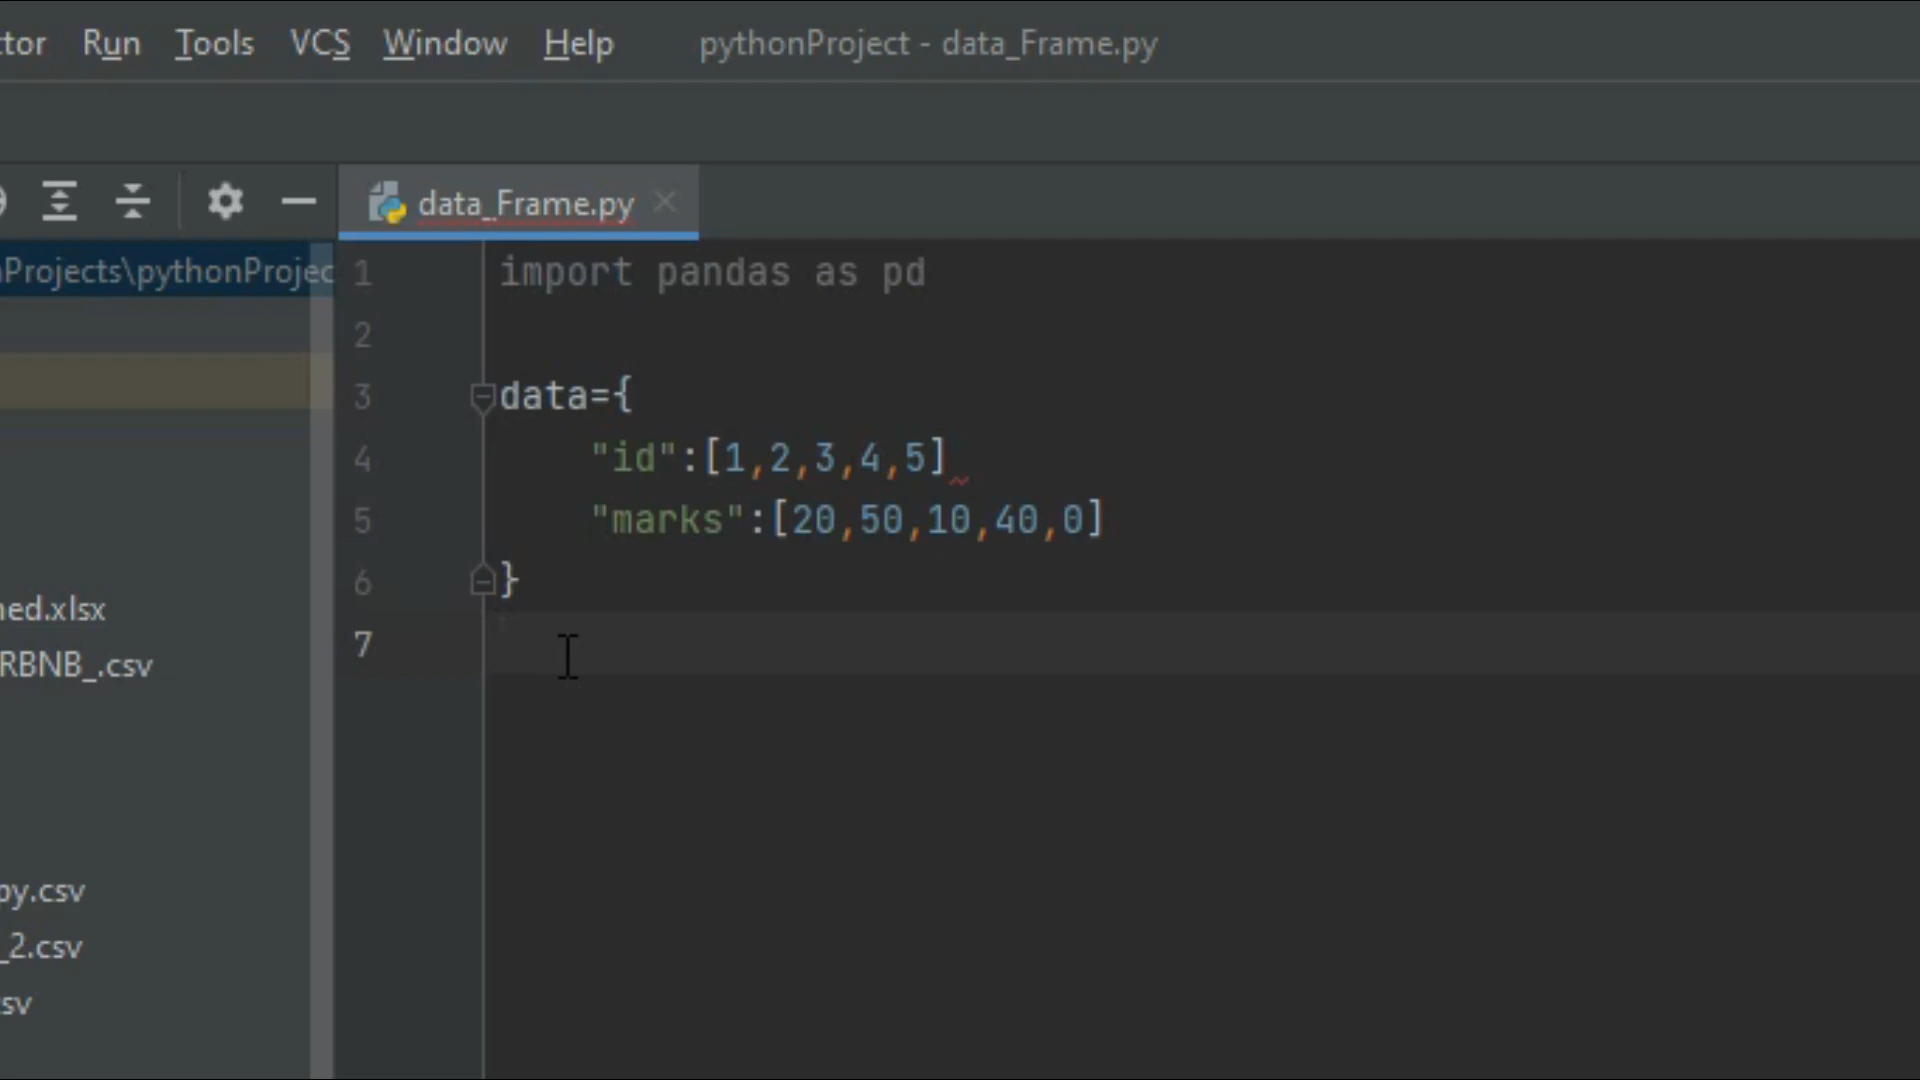 Run Tools VCS Window Help pythonProject - data_Frame.py
data_Frame.py
1 import pandas as pd
2
3 data={
4 "id":[1,2,3,4,5]
5 "marks":[20,50,10,40,0]
6 }
7
Projects\pythonProjec
ned.xlsx
RBNB_.csv
py.csv
_2.csv
sv